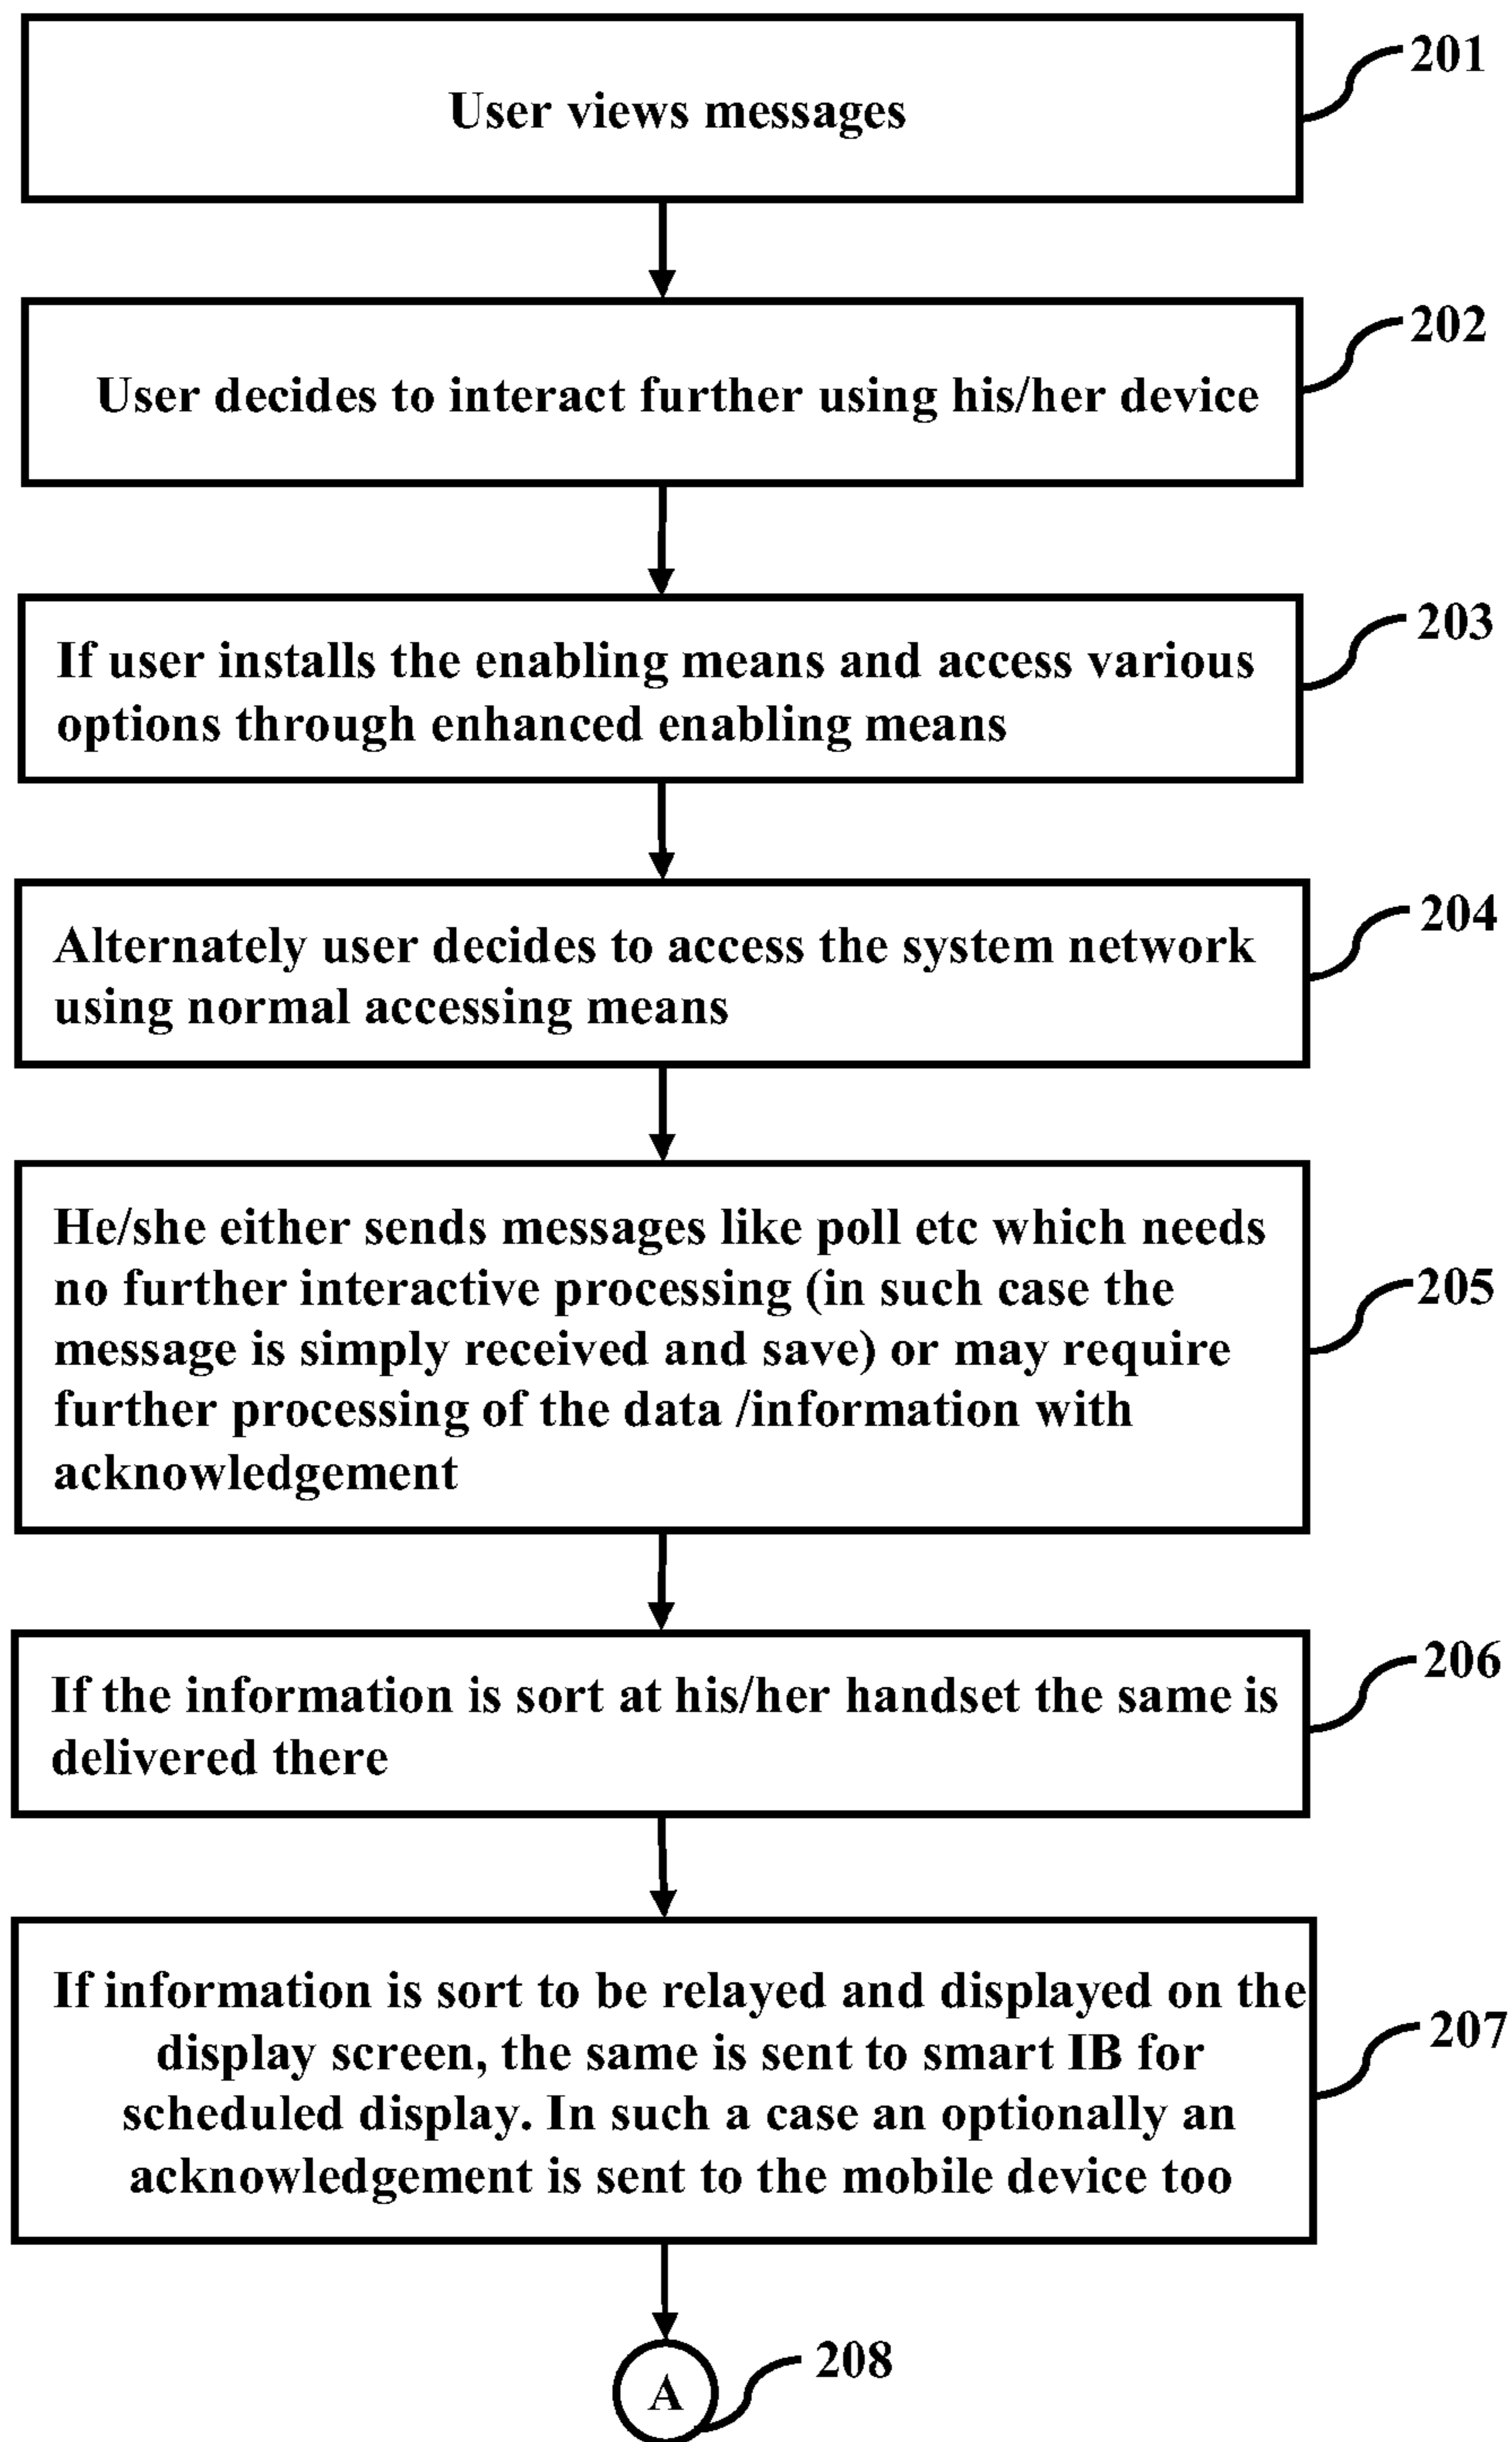 User views messages
201
User decides to interact further using his/her device
202
If user installs the enabling means and access various
options through enhanced enabling means
203
Alternately user decides to access the system network
using normal accessing means
204
He/she either sends messages like poll etc which needs
no further interactive processing (in such case the
message is simply received and save) or may require
further processing of the data /information with
acknowledgement
205
If the information is sort at his/her handset the same is
delivered there
206
If information is sort to be relayed and displayed on the
display screen, the same is sent to smart IB for
scheduled display. In such a case an optionally an
acknowledgement is sent to the mobile device too
207
A
208